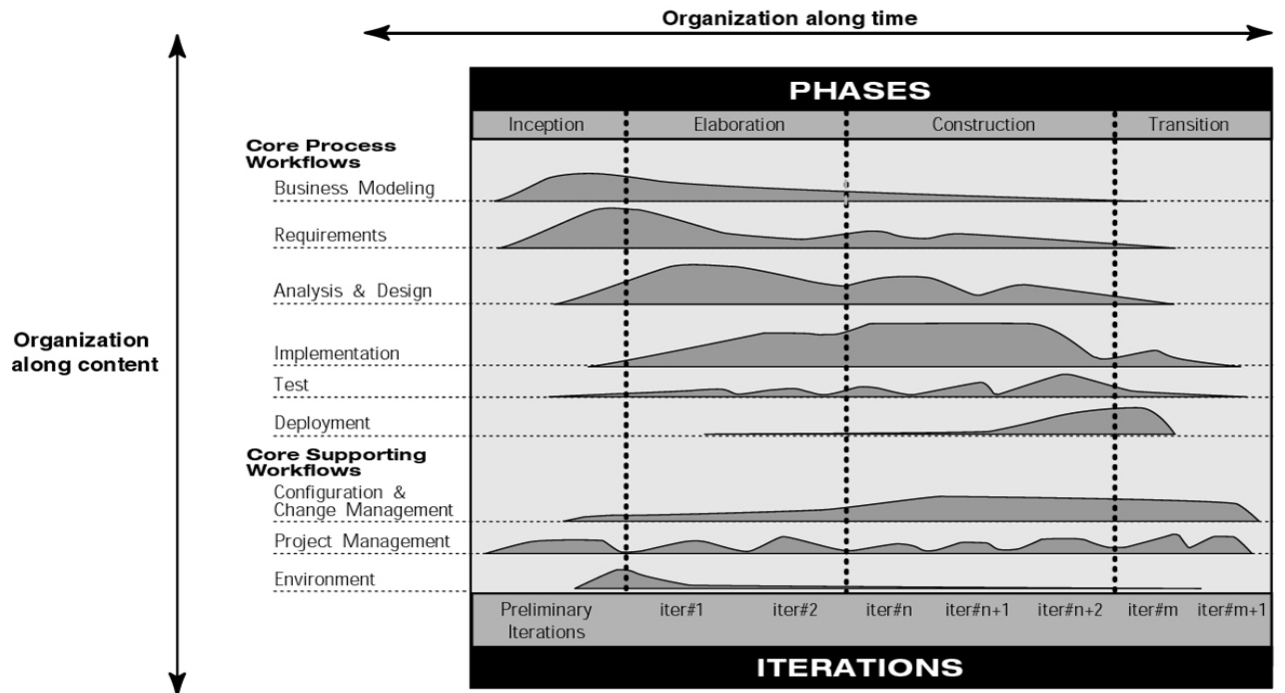 Organization along time
PHASES
Inception Elaboration Construction Transition
Core Process
Workflows
Business Modeling
Requirements
Analysis & Design
Organization
along content
Implementation
Test
Deployment
Core Supporting
Workflows
Configuration &
Change Management
Project Management
Environment
Preliminary
Iterations
iter#1 iter#2 iter#n iter#n+1 iter#n+2 iter#m iter#m+1
ITERATIONS